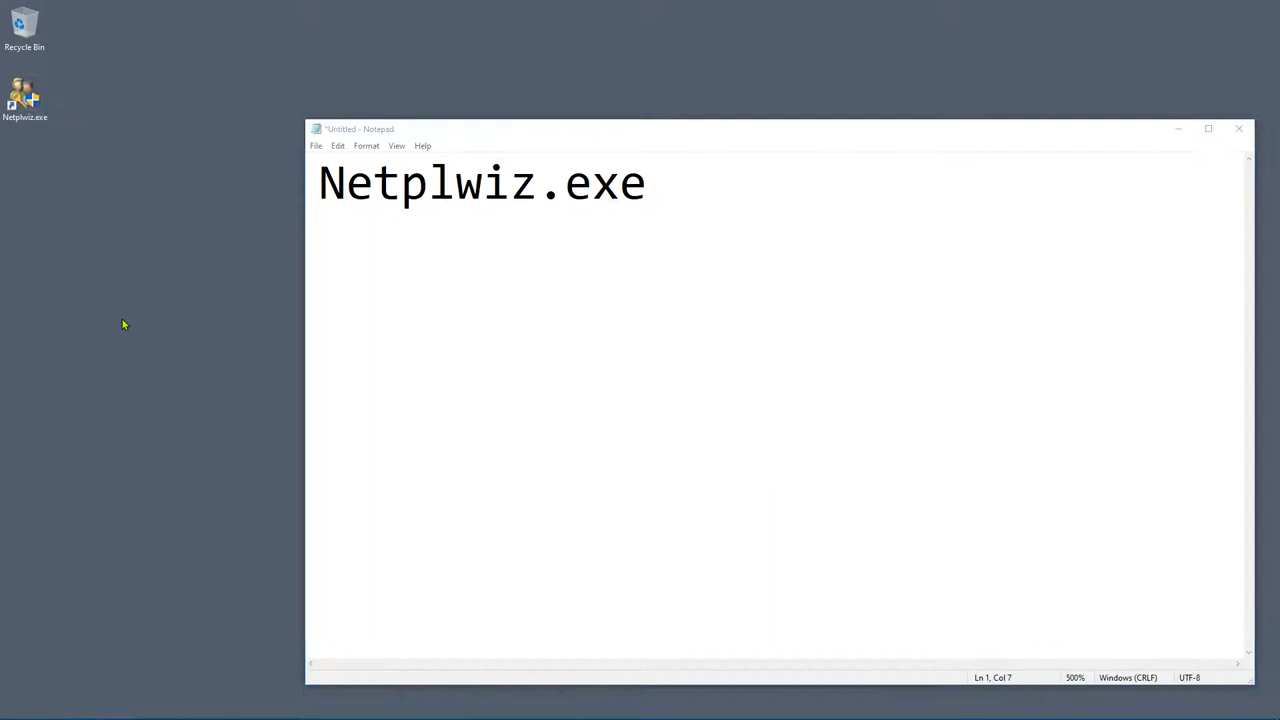 Recycle Bin
Netplwiz.exe
*Untitled - Notepad
File Edit Format View Help
Netplwiz.exe
Ln 1, Col 7 500% Windows (CRLF) UTF-8